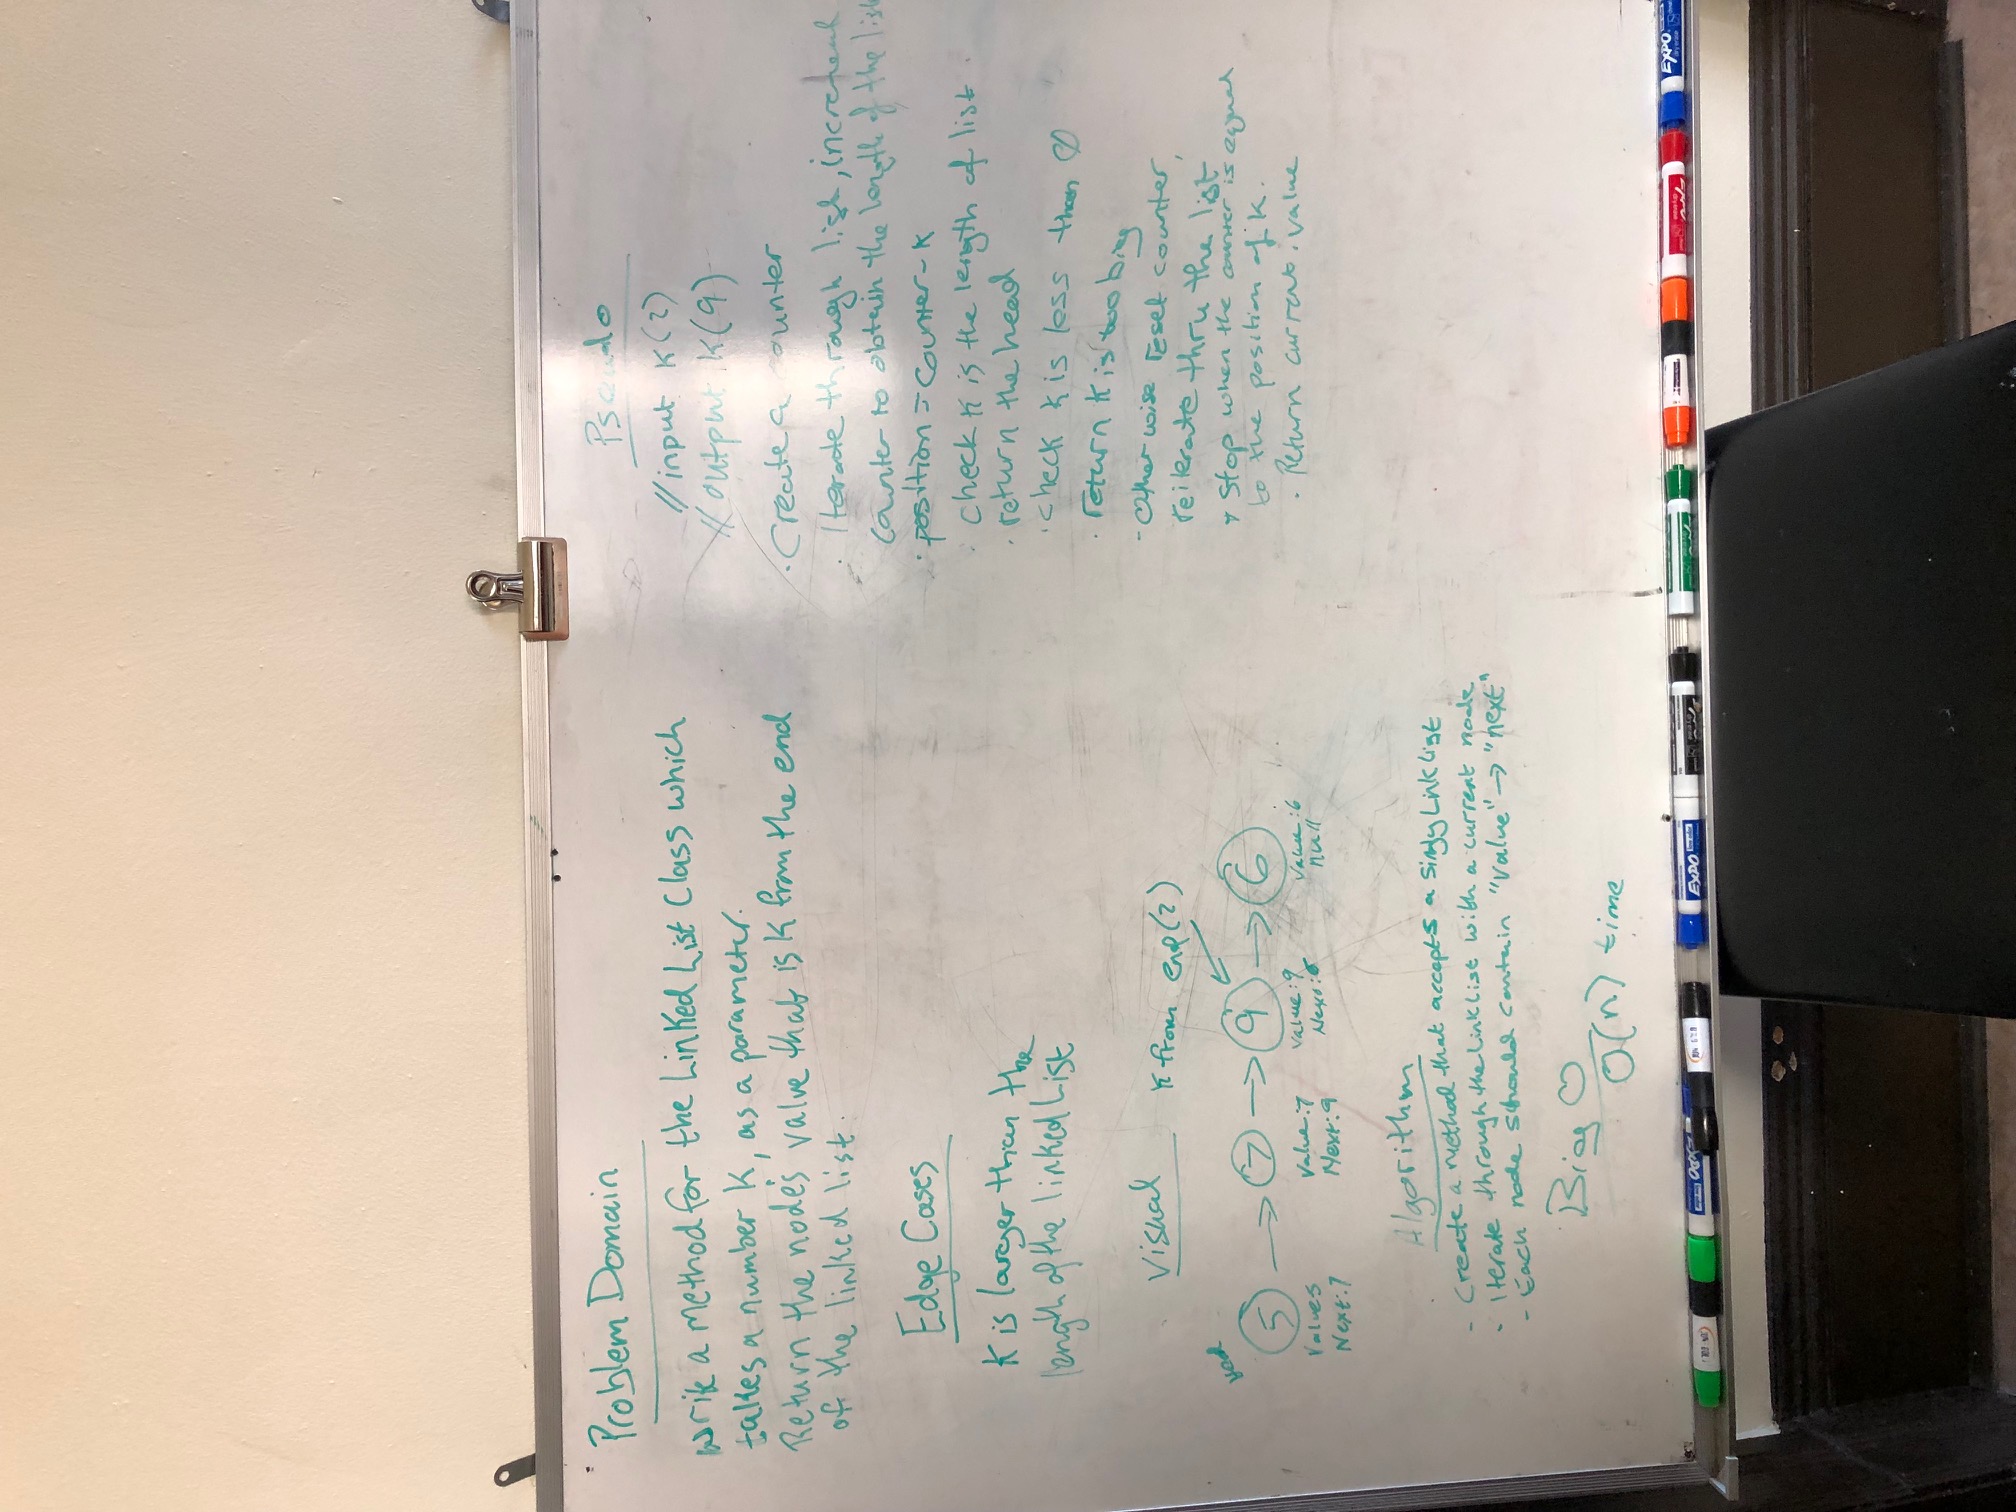 Problem Domain
Write a method for the Linked List Class which
takes a number K, as a parameter.
Return the node's value that is K from the end
of the linked list.
Edge Cases
K is larger than the
length of the linked List
Visual
K from end(2)
head
5
7
9
6
Value 5
Next: 7
Value: 7
Next: 9
Value: 9
Next: 6
Value: 6
null
Algorithm
- Create a method that accepts a Singly Link List
- Iterate through the Link List with a current node
- Each node should contain "Value" → "next"
Big O
O(n) time
Pseudo
// input K(2)
// output K(9)
· Create a counter
· Iterate through list, increment
counter to obtain the length of the list
· position = counter - K
· check K is the length of list
· return the head
· check K is less than 0
· return K is too big
- Otherwise reset counter,
reiterate thru the list
* Stop when the counter is equal
to the position of K.
· Return current.value
EXPO
EXPO
EXPO